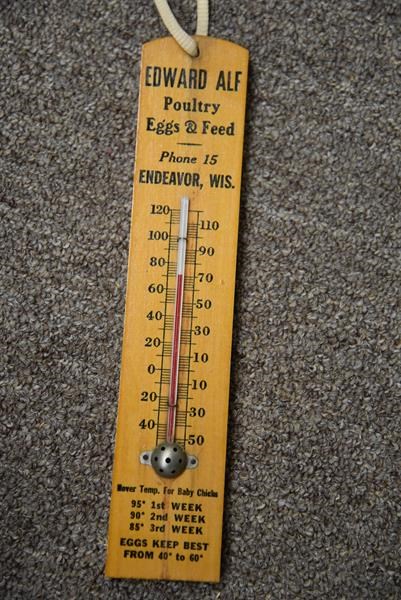 EDWARD ALF
Poultry
Eggs & Feed
Phone 15
ENDEAVOR, WIS.
120
110
100
90
80
70
60
50
40
30
20
10
0
10
20
30
40
50
Hover Temp. For Baby Chicks
95° 1st WEEK
90° 2nd WEEK
85° 3rd WEEK
EGGS KEEP BEST
FROM 40° to 60°